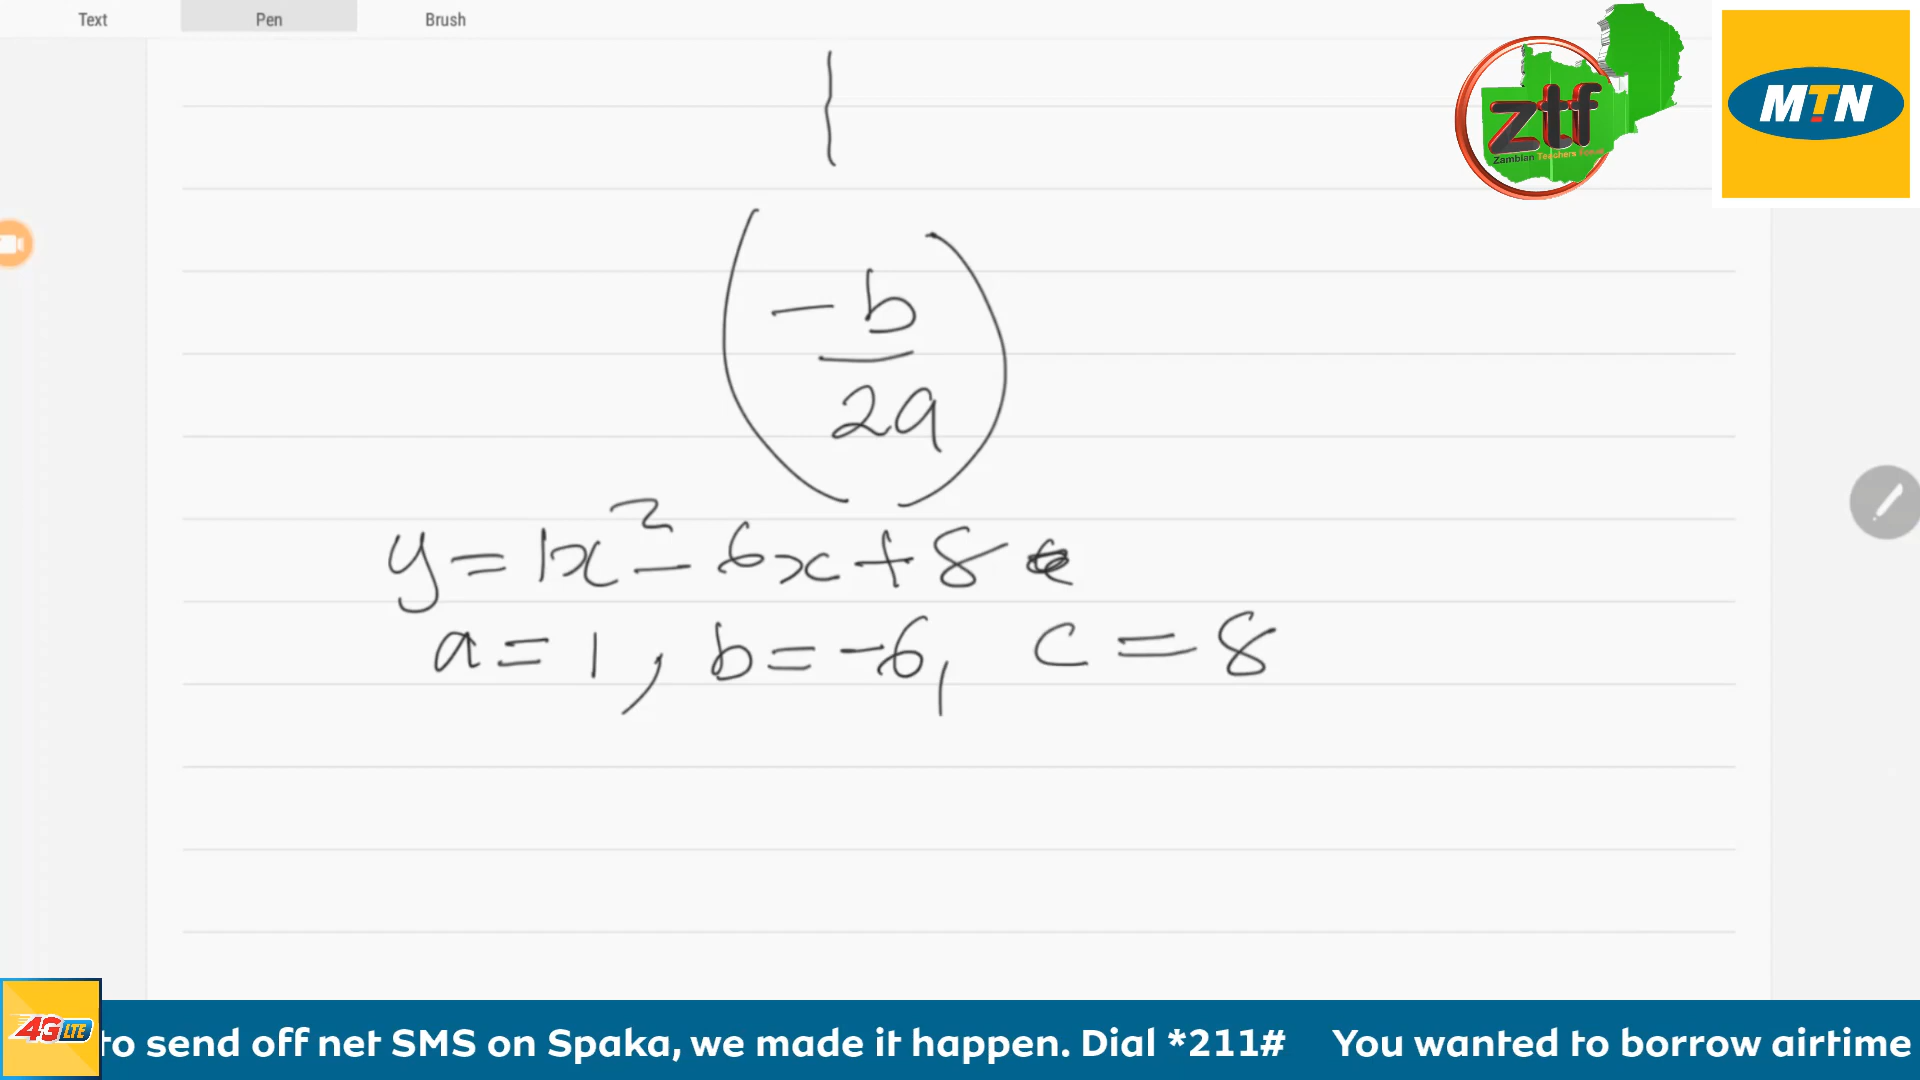 Text Pen Brush
ztf
Zambian Teachers Focus
MTN
(-b/2a)
y = 1x² - 6x + 8
a = 1, b = -6, c = 8
4G LTE
to send off net SMS on Spaka, we made it happen. Dial *211# You wanted to borrow airtime